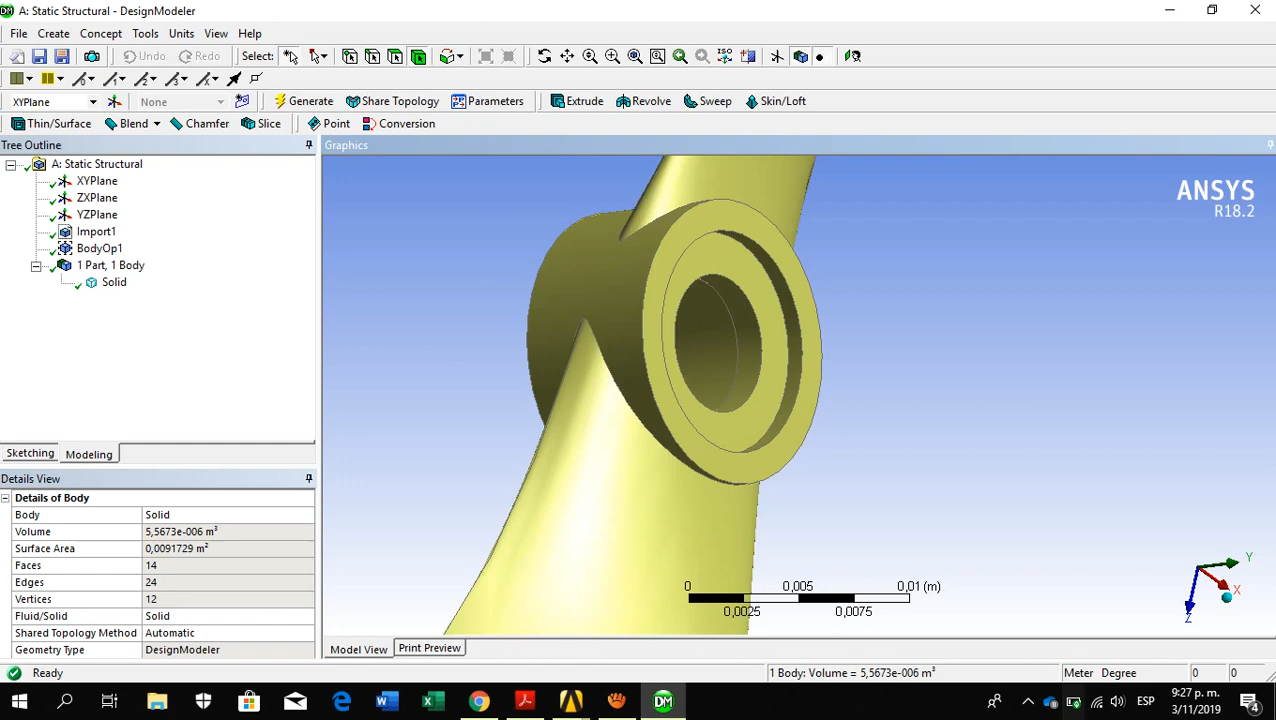 A: Static Structural - DesignModeler
File Create Concept Tools Units View Help
Undo Redo Select:
XYPlane None Generate Share Topology Parameters Extrude Revolve Sweep Skin/Loft
Thin/Surface Blend Chamfer Slice Point Conversion
Tree Outline
A: Static Structural
XYPlane
ZXPlane
YZPlane
Import1
BodyOp1
1 Part, 1 Body
Solid
Sketching Modeling
Details View
Details of Body
Body Solid
Volume 5,5673e-006 m³
Surface Area 0,0091729 m²
Faces 14
Edges 24
Vertices 12
Fluid/Solid Solid
Shared Topology Method Automatic
Geometry Type DesignModeler
Graphics
ANSYS
R18.2
0 0,005 0,01 (m)
0,0025 0,0075
Y
X
Z
Model View Print Preview
Ready 1 Body: Volume = 5,5673e-006 m³ Meter Degree 0 0
ESP 9:27 p. m.
3/11/2019 4